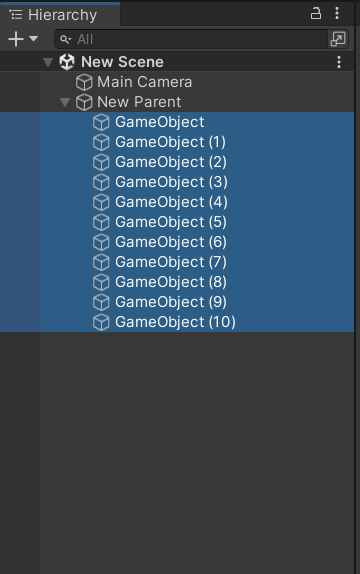 Hierarchy
All
New Scene
Main Camera
New Parent
GameObject
GameObject (1)
GameObject (2)
GameObject (3)
GameObject (4)
GameObject (5)
GameObject (6)
GameObject (7)
GameObject (8)
GameObject (9)
GameObject (10)